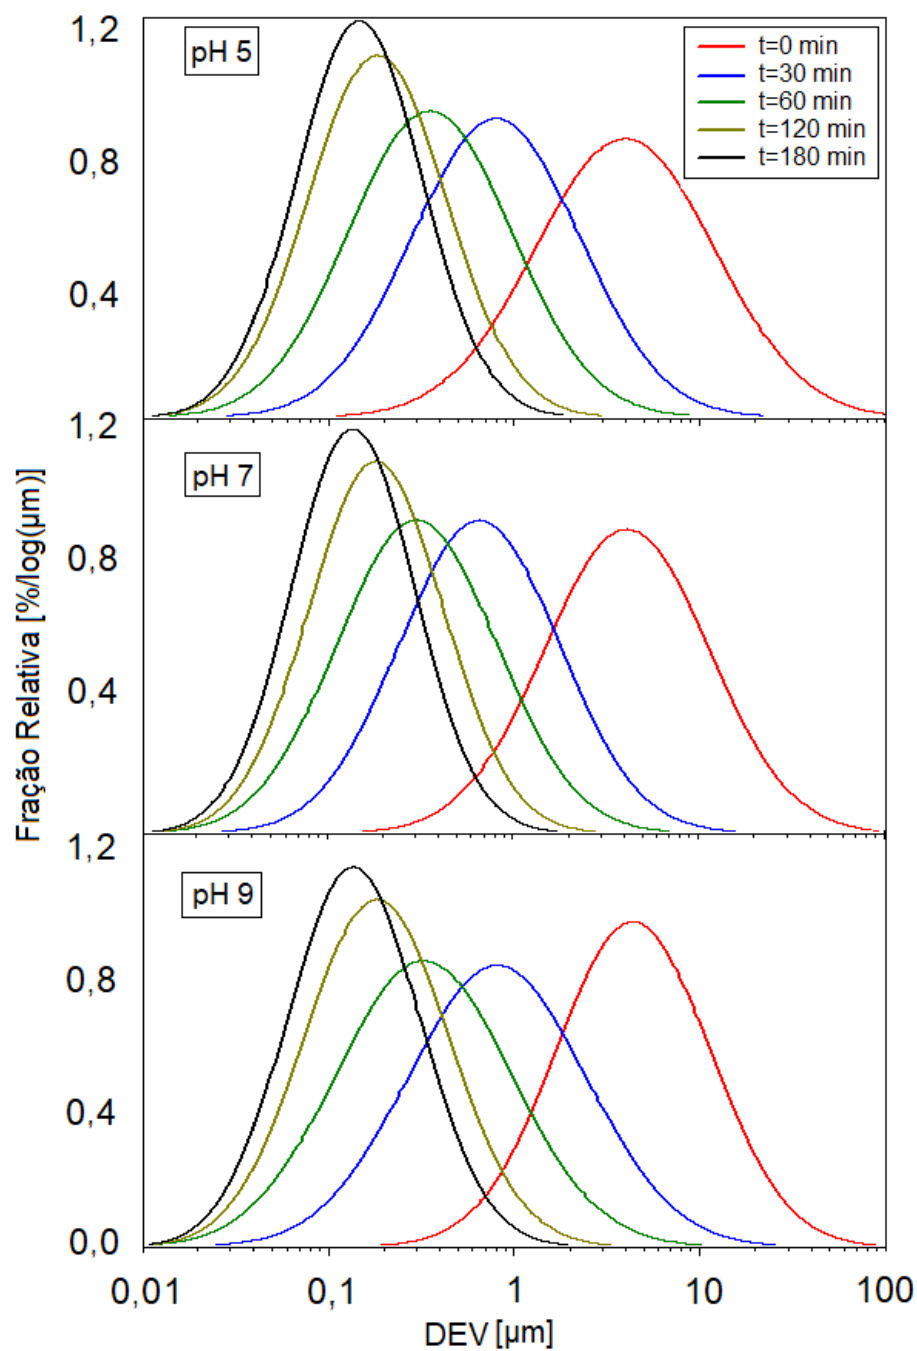 1,2
pH 5
t=0 min
t=30 min
t=60 min
t=120 min
t=180 min
0,8
0,4
1,2
pH 7
0,8
0,4
Fração Relativa [%/log(µm)]
1,2
pH 9
0,8
0,4
0,0
0,01 0,1 1 10 100
DEV [µm]